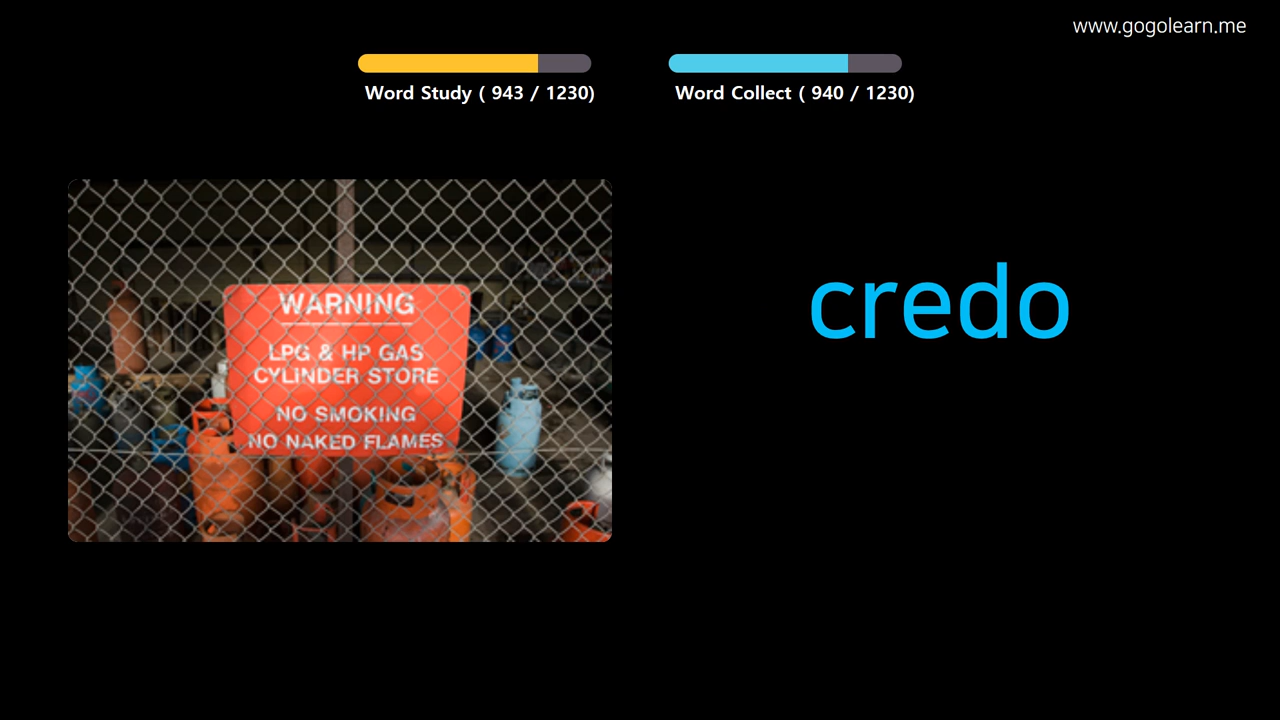 www.gogolearn.me
Word Study ( 943 / 1230)
Word Collect ( 940 / 1230)
credo
WARNING
LPG & HP GAS
CYLINDER STORE
NO SMOKING
NO NAKED FLAMES